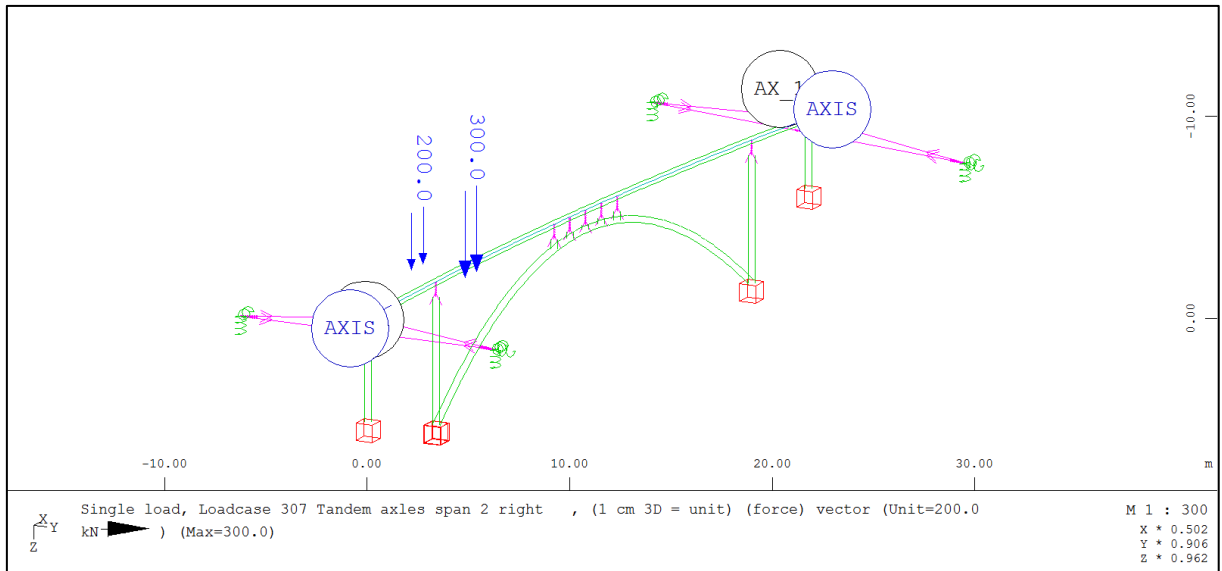 AX_1
AXIS
-10.00
300.0
200.0
AXIS
0.00
-10.00 0.00 10.00 20.00 30.00 m
Single load, Loadcase 307 Tandem axles span 2 right , (1 cm 3D = unit) (force) vector (Unit=200.0
kN ) (Max=300.0)
M 1 : 300
X * 0.502
Y * 0.906
Z * 0.962
X
Y
Z